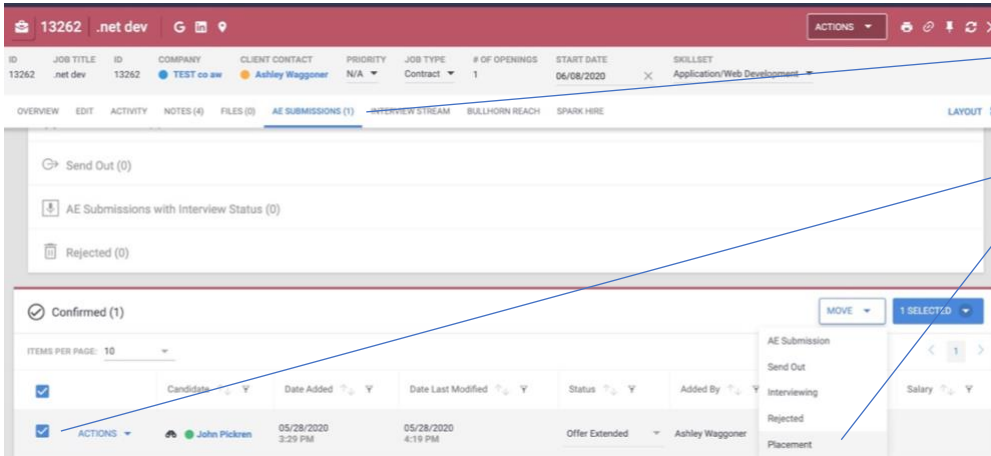 13262 .net dev ACTIONS
ID JOB TITLE ID COMPANY CLIENT CONTACT PRIORITY JOB TYPE # OF OPENINGS START DATE SKILLSET
13262 .net dev 13262 TEST co aw Ashley Waggoner N/A Contract 1 06/08/2020 Application/Web Development
OVERVIEW EDIT ACTIVITY NOTES (4) FILES (0) AE SUBMISSIONS (1) INTERVIEW STREAM BULLHORN REACH SPARK HIRE LAYOUT
Send Out (0)
AE Submissions with Interview Status (0)
Rejected (0)
Confirmed (1) MOVE 1 SELECTED
ITEMS PER PAGE: 10 AE Submission 1
Send Out
Candidate Date Added Date Last Modified Status Added By Interviewing Salary
Rejected
ACTIONS John Pickren 05/28/2020 05/28/2020 Offer Extended Ashley Waggoner
3:29 PM 4:19 PM
Placement